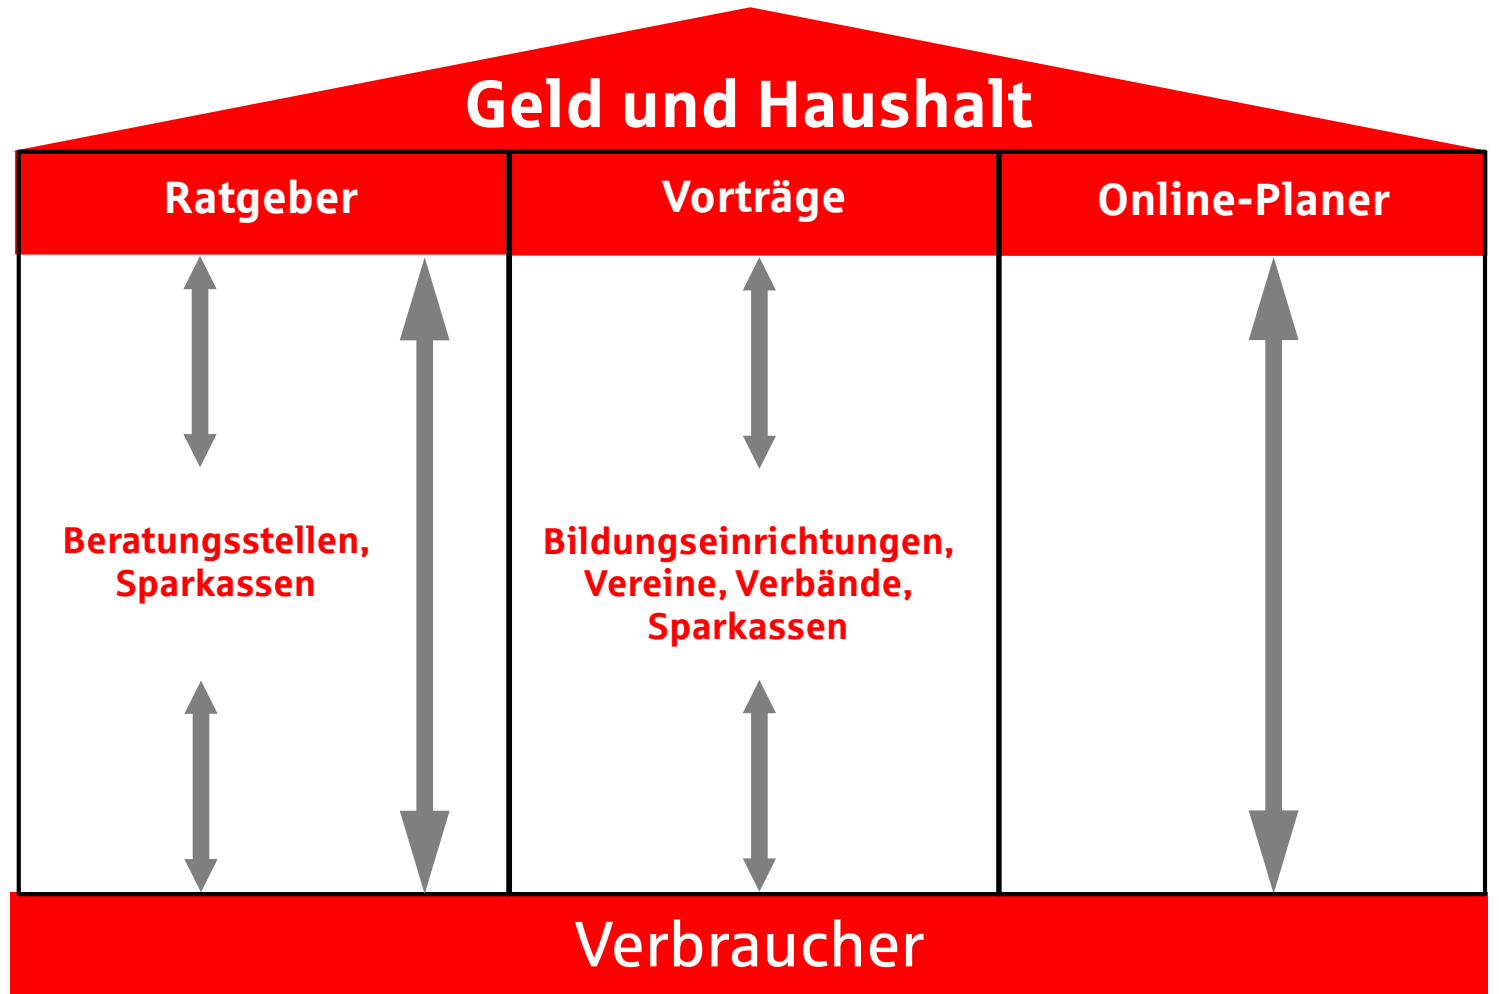 Geld und Haushalt
Ratgeber
Vorträge
Online-Planer
Beratungsstellen,
Sparkassen
Bildungseinrichtungen,
Vereine, Verbände,
Sparkassen
Verbraucher